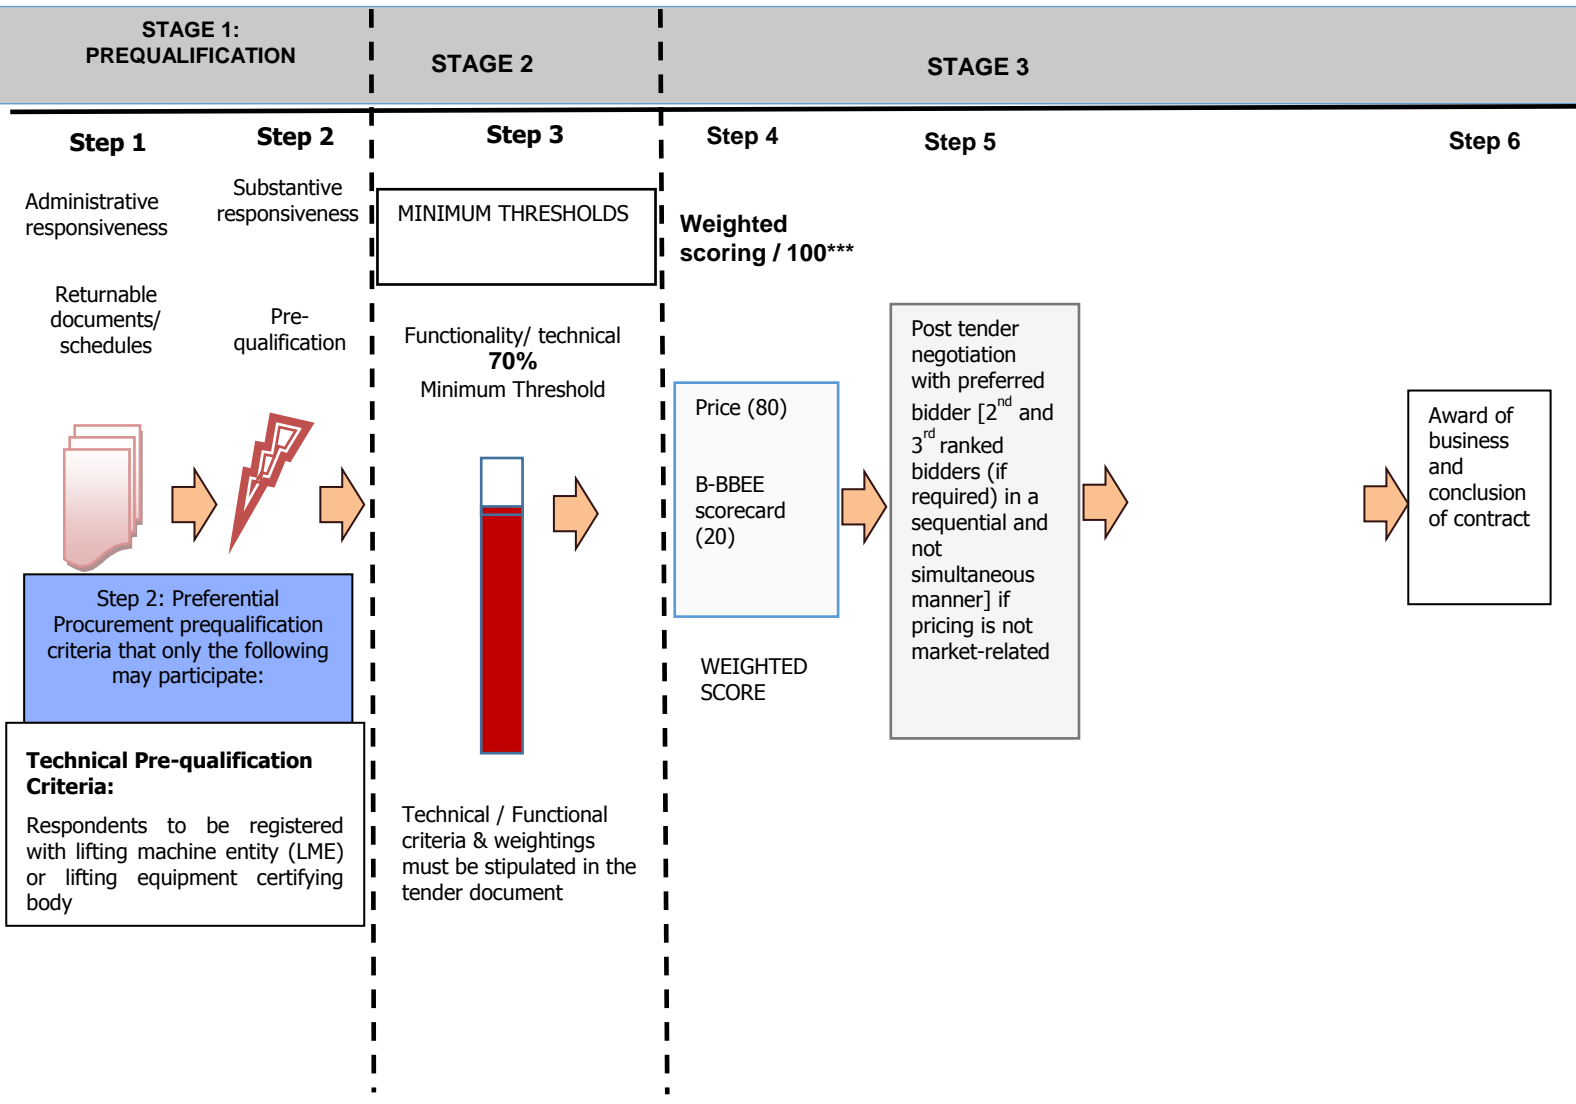 STAGE 1:
PREQUALIFICATION
STAGE 2
STAGE 3
Step 1
Step 2
Step 3
Step 4
Step 5
Step 6
Administrative
responsiveness
Substantive
responsiveness
MINIMUM THRESHOLDS
Weighted
scoring / 100***
Returnable
documents/
schedules
Pre-
qualification
Functionality/ technical
70%
Minimum Threshold
Price (80)
B-BBEE
scorecard
(20)
WEIGHTED
SCORE
Post tender
negotiation
with preferred
bidder [2nd and
3rd ranked
bidders (if
required) in a
sequential and
not
simultaneous
manner] if
pricing is not
market-related
Award of
business
and
conclusion
of contract
Step 2: Preferential
Procurement prequalification
criteria that only the following
may participate:
Technical Pre-qualification
Criteria:
Respondents to be registered
with lifting machine entity (LME)
or lifting equipment certifying
body
Technical / Functional
criteria & weightings
must be stipulated in the
tender document